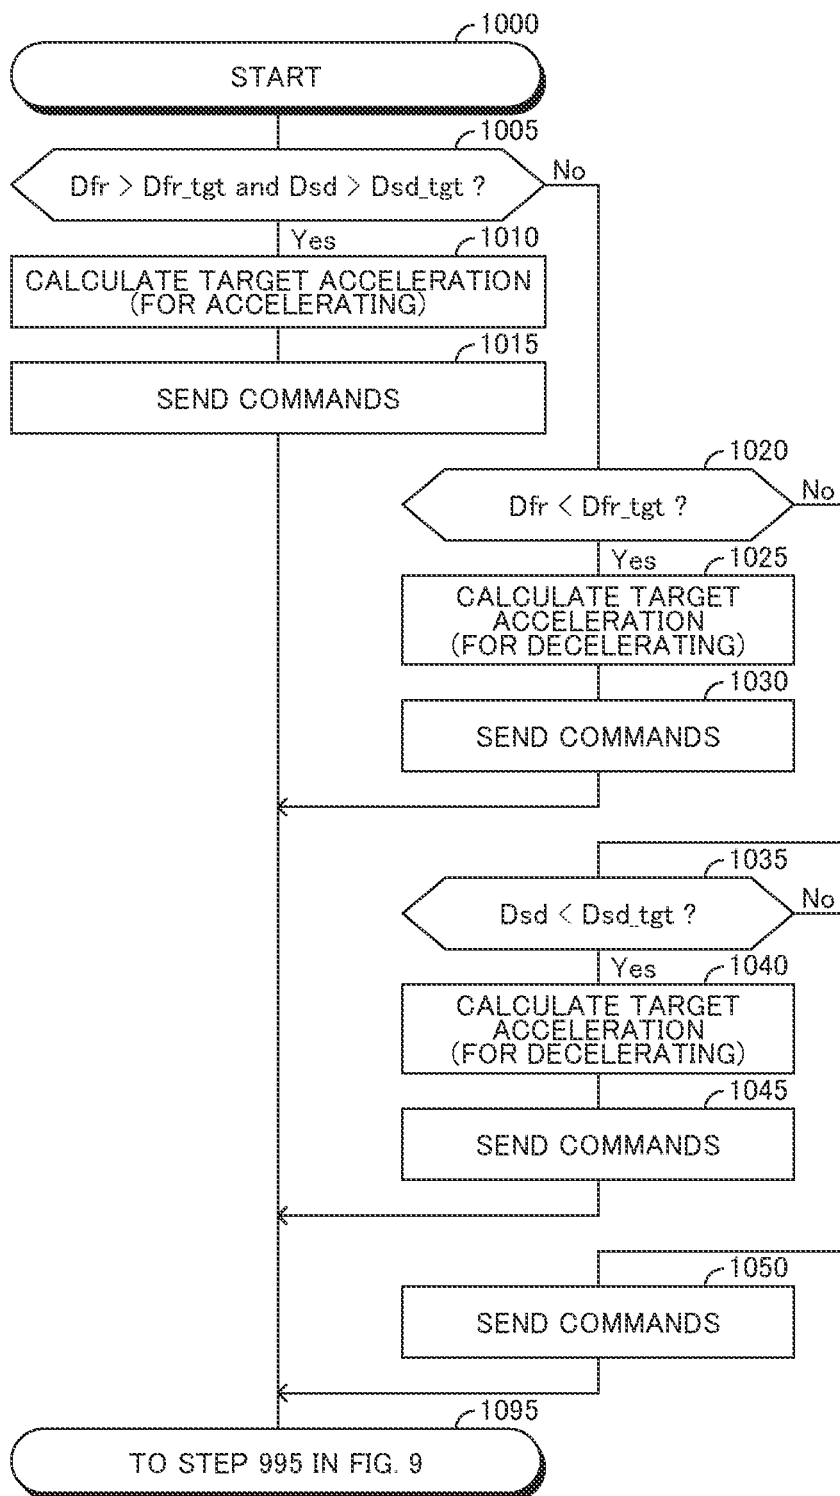 1000
START
1005
Dfr > Dfr_tgt and Dsd > Dsd_tgt ?
No
Yes
1010
CALCULATE TARGET ACCELERATION
(FOR ACCELERATING)
1015
SEND COMMANDS
1020
Dfr < Dfr_tgt ?
No
Yes
1025
CALCULATE TARGET
ACCELERATION
(FOR DECELERATING)
1030
SEND COMMANDS
1035
Dsd < Dsd_tgt ?
No
Yes
1040
CALCULATE TARGET
ACCELERATION
(FOR DECELERATING)
1045
SEND COMMANDS
1050
SEND COMMANDS
1095
TO STEP 995 IN FIG. 9